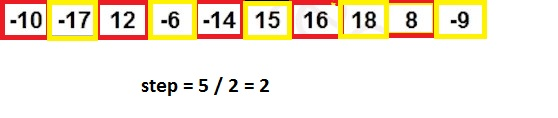 -10 -17 12 -6 -14 15 16 18 8 -9
step = 5 / 2 = 2